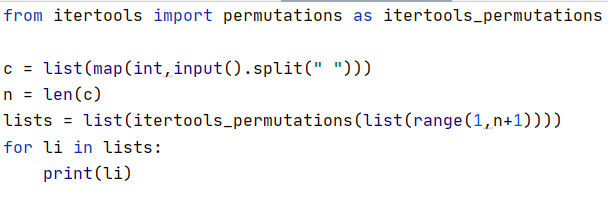 from itertools import permutations as itertools_permutations
c = list(map(int,input().split(" ")))
n = len(c)
lists = list(itertools_permutations(list(range(1,n+1))))
for li in lists:
    print(li)